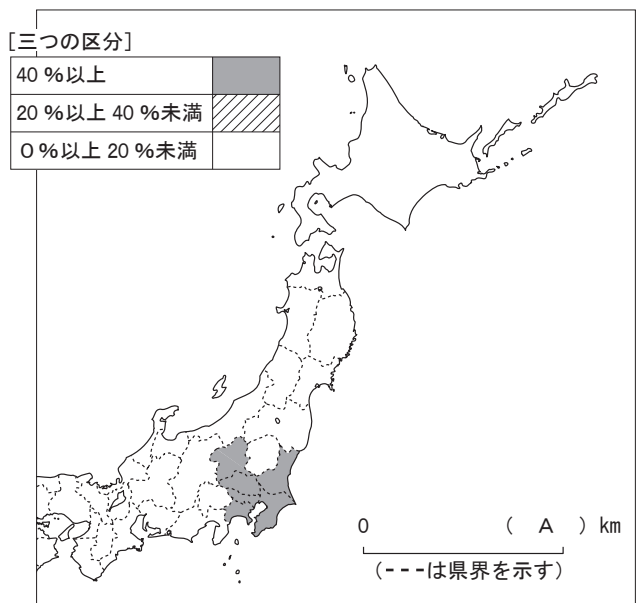 [三つの区分]
40 %以上
20 %以上 40 %未満
0 %以上 20 %未満
0 ( A ) km
(---は県界を示す)